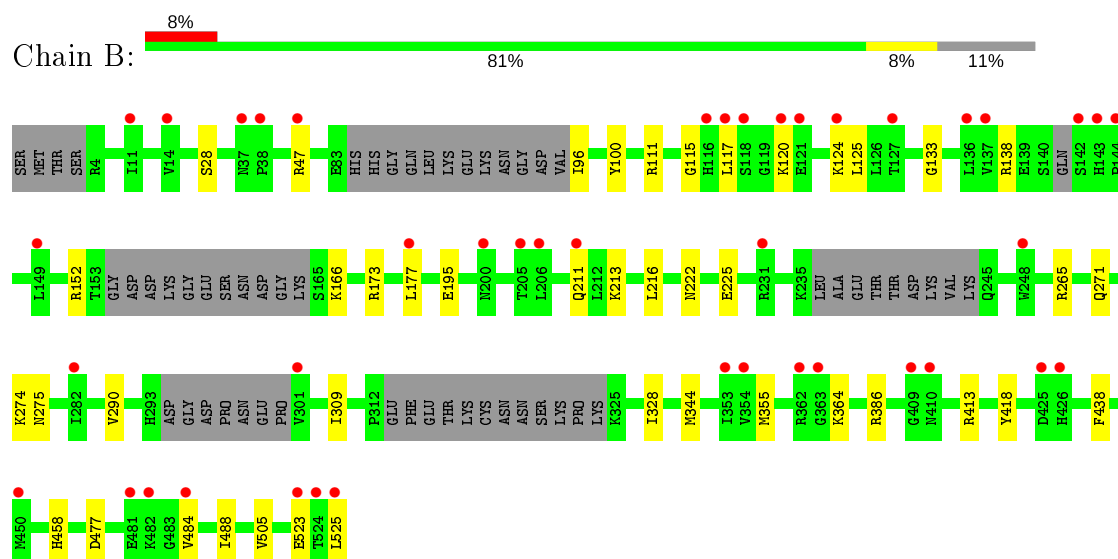 8%
Chain B:
81% 8% 11%
SER MET THR SER R4 I11 V14 S28 N37 P38 R47 E83 HIS HIS GLY GLN LEU LYS GLU LYS ASN GLY ASP VAL I96 Y100 R111 G115 H116 L117 S118 G119 K120 E121 K124 L125 L126 T127 G133 L136 V137 R138 E139 S140 GLN S142 H143
L149 R152 T153 GLY ASP ASP LYS GLY GLU SER ASN ASP GLY LYS S165 K166 R173 L177 E195 N200 T205 L206 Q211 L212 K213 L216 N222 E225 R231 K235 LEU ALA GLU THR THR ASP LYS VAL LYS Q245 W248 R265 Q271
K274 N275 I282 V290 H293 ASP GLY ASP PRO ASN GLU PRO V301 I309 P312 GLU PHE GLU THR LYS CYS ASN ASN SER LYS PRO LYS K325 I328 M344 I353 V354 M355 R362 G363 K364 R386 G409 N410 R413 Y418 D425 H426 F438
M450 H458 D477 E481 K482 G483 V484 I488 V505 E523 T524 L525